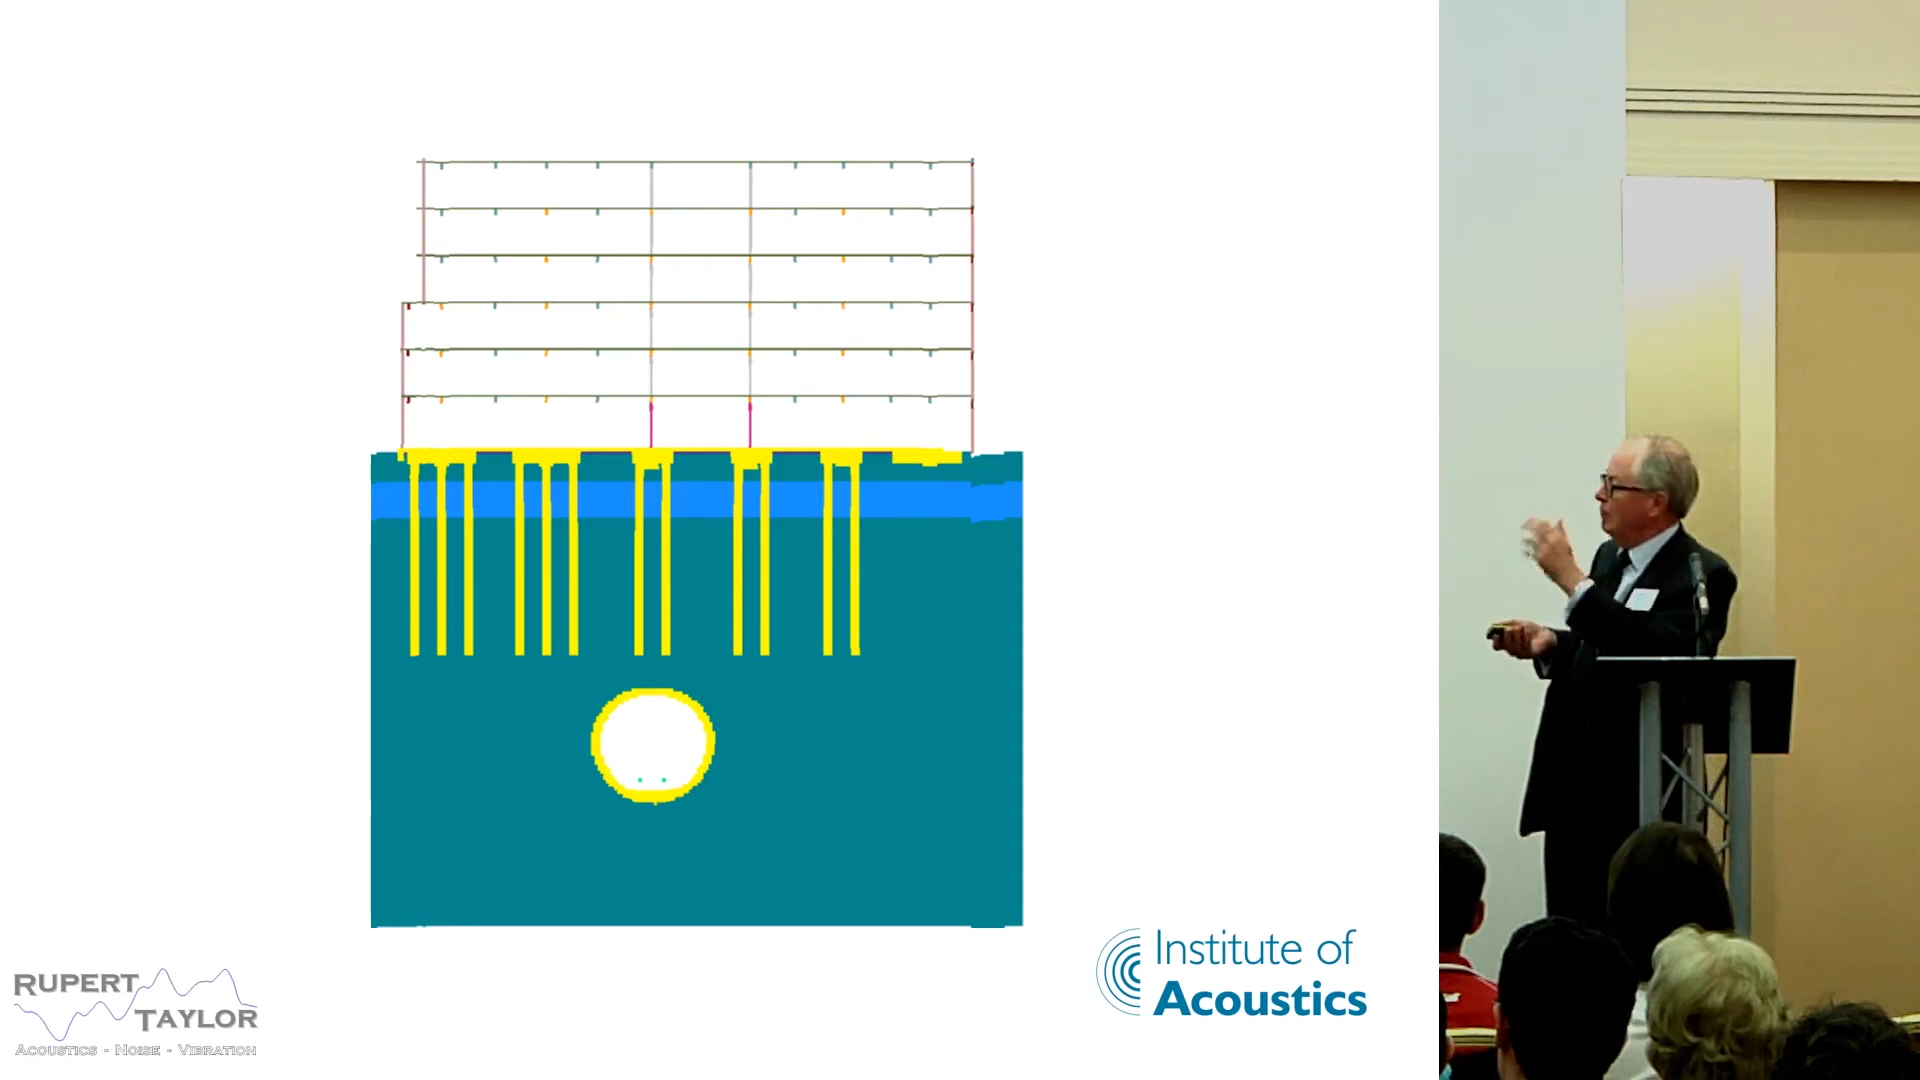 RUPERT
TAYLOR
ACOUSTICS - NOISE - VIBRATION
Institute of
Acoustics